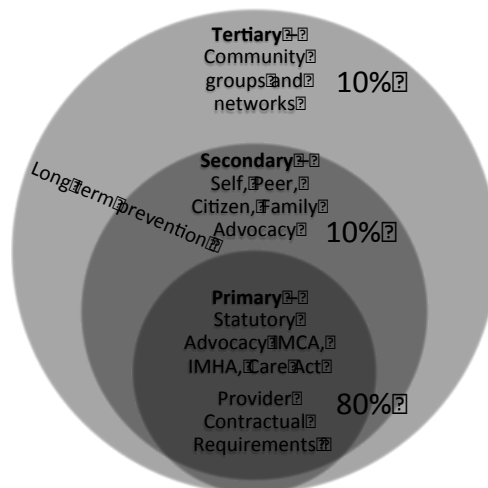 Tertiary –
Community
groups and
networks
10%
Long term prevention
Secondary –
Self, Peer,
Citizen, Family
Advocacy
10%
Primary –
Statutory
Advocacy IMCA,
IMHA, Care Act
Provider
Contractual
Requirements
80%